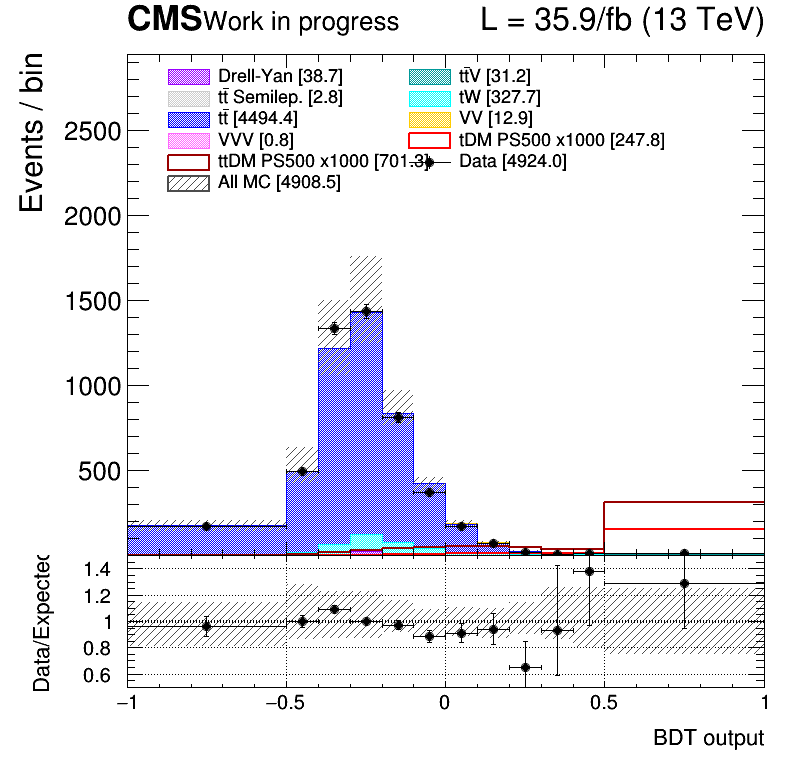 CMS Work in progress L = 35.9/fb (13 TeV)
Events / bin
Drell-Yan [38.7] tt̄V [31.2]
tt̄ Semilep. [2.8] tW [327.7]
tt̄ [4494.4] VV [12.9]
VVV [0.8] tDM PS500 x1000 [247.8]
ttDM PS500 x1000 [701.3] Data [4924.0]
All MC [4908.5]
2500
2000
1500
1000
500
Data/Expected
1.4
1.2
1
0.8
0.6
−1 −0.5 0 0.5 1
BDT output